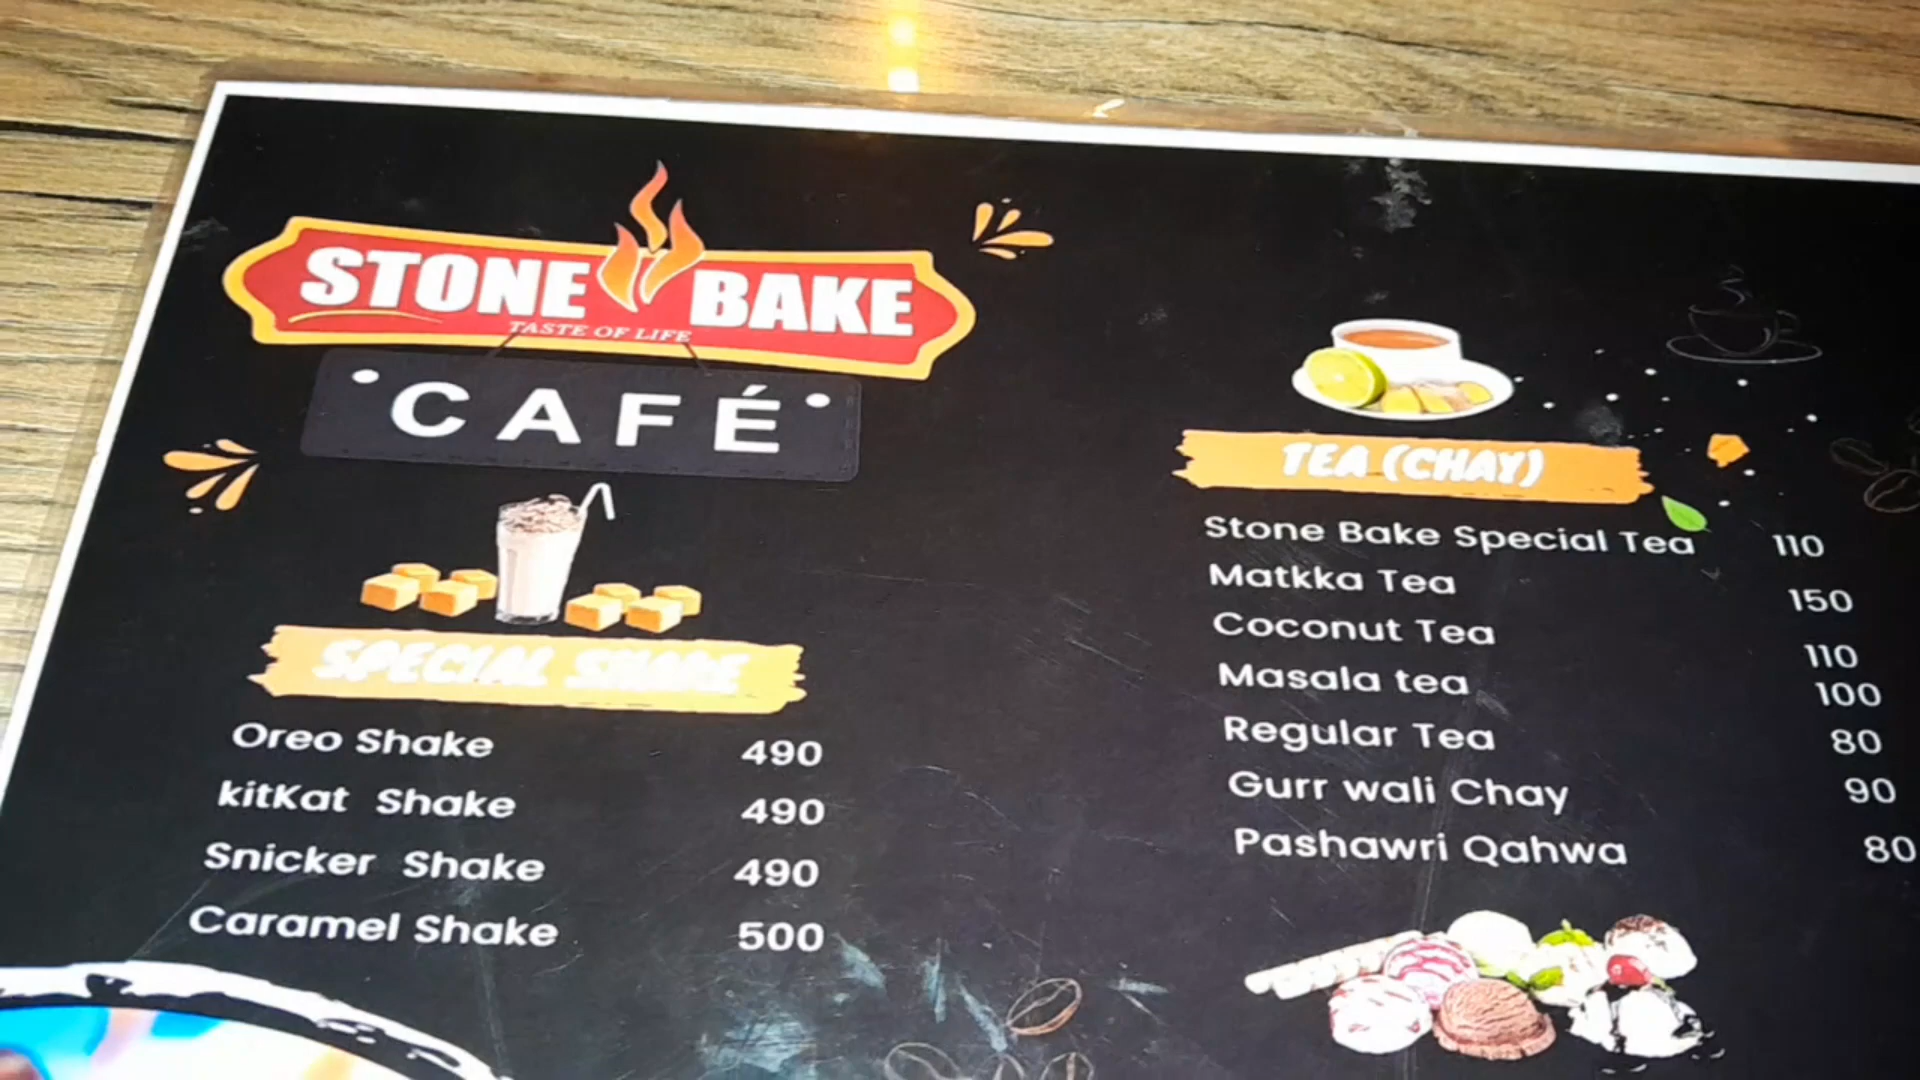 STONE BAKE
TASTE OF LIFE
CAFÉ
SPECIAL SHAKE
Oreo Shake 490
kitKat Shake 490
Snicker Shake 490
Caramel Shake 500
TEA (CHAY)
Stone Bake Special Tea 110
Matkka Tea 150
Coconut Tea 110
Masala tea 100
Regular Tea 80
Gurr wali Chay 90
Pashawri Qahwa 80